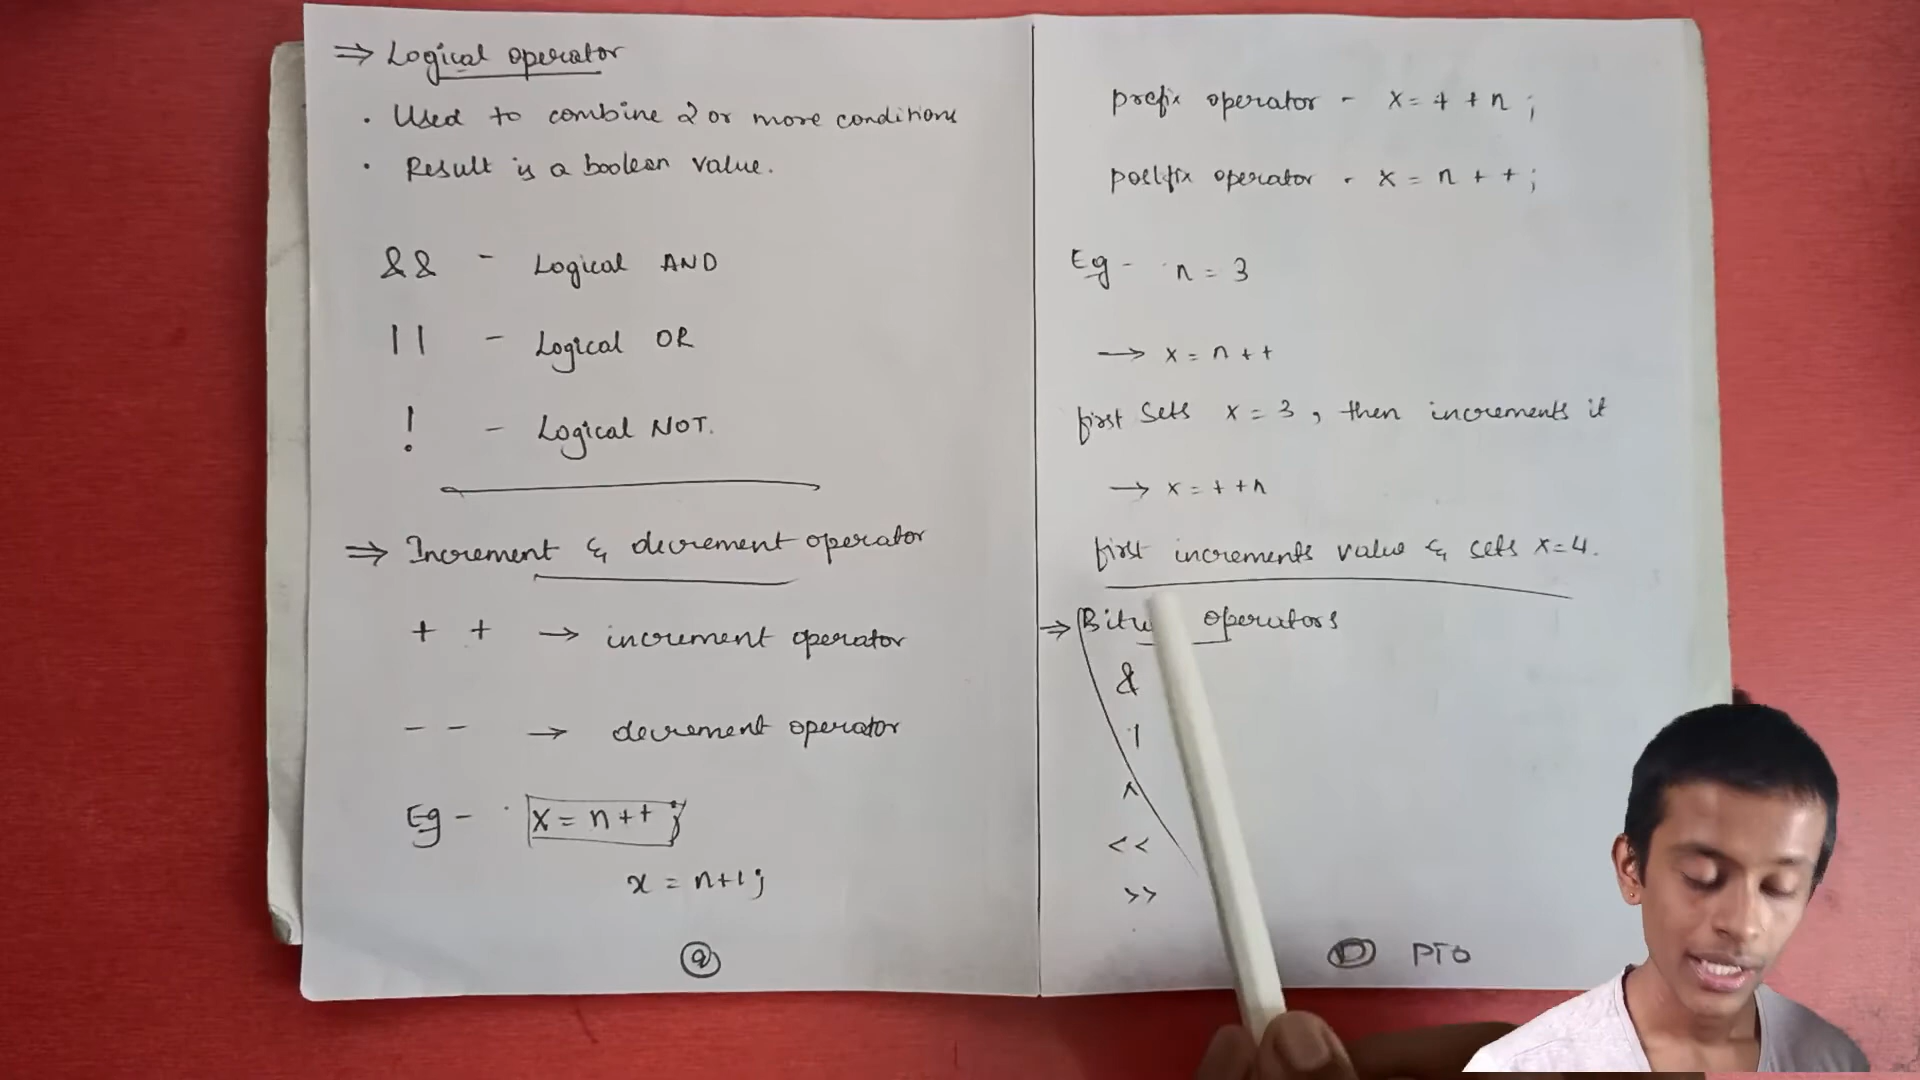 ⇒ Logical operator
· Used to combine 2 or more conditions
· Result is a boolean value.
&& - Logical AND
|| - Logical OR
! - Logical NOT.
⇒ Increment & decrement operator
+ + → increment operator
- - → decrement operator
Eg - x = n++;
x = n+1;
a
prefix operator - x = + + n ;
postfix operator - x = n + + ;
Eg - n = 3
→ x = n + +
first sets x = 3, then increments it
→ x = + + n
first increments value & sets x=4.
⇒ operators
&
|
^
<<
>>
PTO